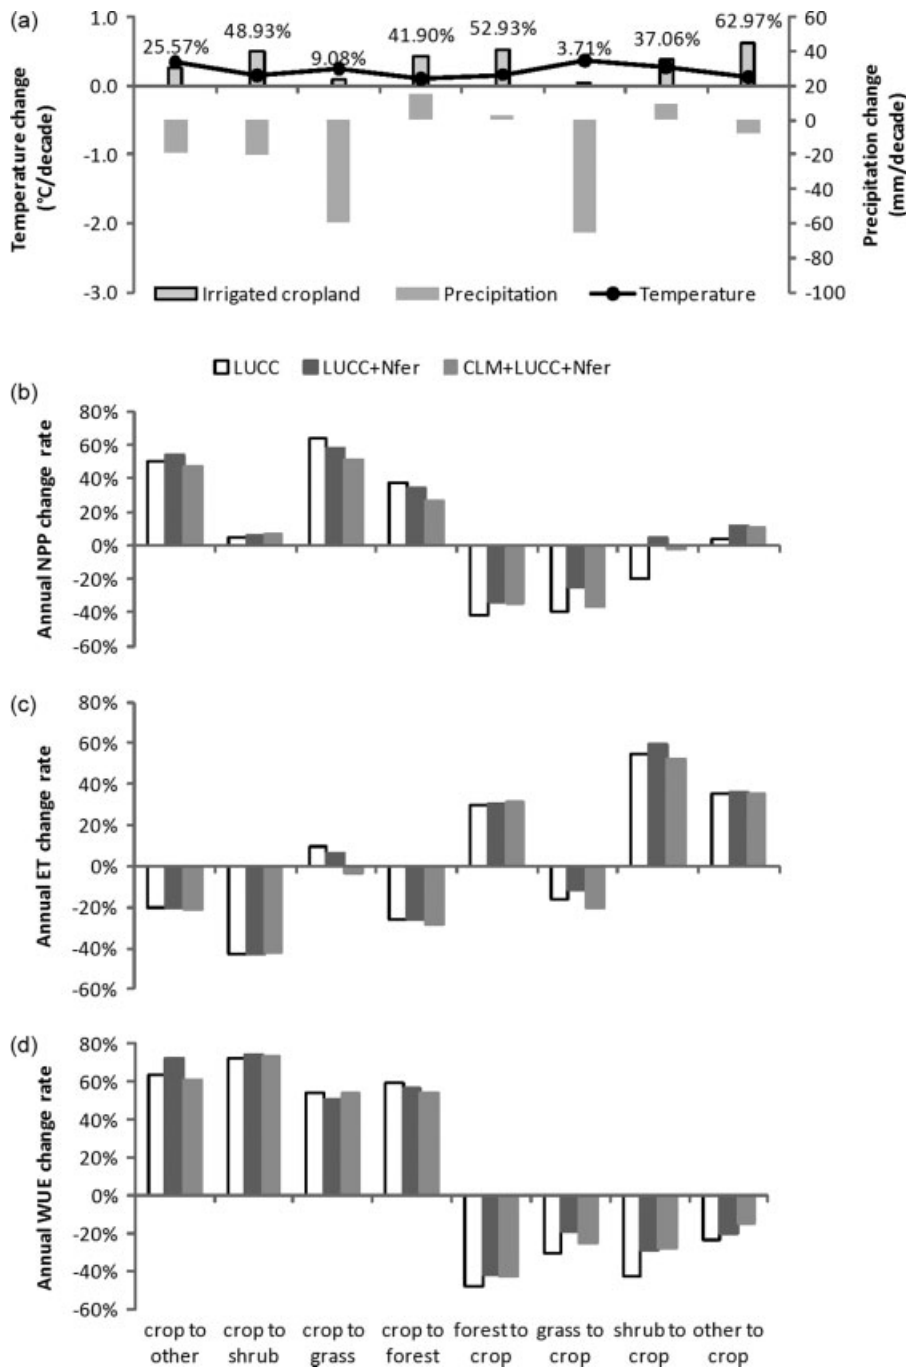 (a)
1.0
0.0
-1.0
-2.0
-3.0
Temperature change
(°C/decade)
25.57%
48.93%
9.08%
41.90%
52.93%
3.71%
37.06%
62.97%
60
40
20
0
-20
-40
-60
-80
-100
Precipitation change
(mm/decade)
Irrigated cropland
Precipitation
Temperature
LUCC
LUCC+Nfer
CLM+LUCC+Nfer
(b)
Annual NPP change rate
80%
60%
40%
20%
0%
-20%
-40%
-60%
(c)
Annual ET change rate
80%
60%
40%
20%
0%
-20%
-40%
-60%
(d)
Annual WUE change rate
80%
60%
40%
20%
0%
-20%
-40%
-60%
crop to
other
crop to
shrub
crop to
grass
crop to
forest
forest to
crop
grass to
crop
shrub to
crop
other to
crop